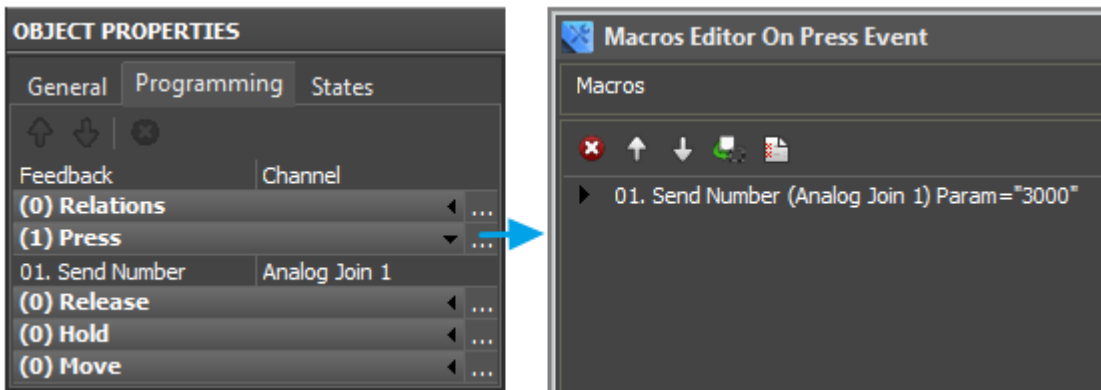 OBJECT PROPERTIES
General Programming States
Feedback Channel
(0) Relations ...
(1) Press ...
01. Send Number Analog Join 1
(0) Release ...
(0) Hold ...
(0) Move ...
Macros Editor On Press Event
Macros
01. Send Number (Analog Join 1) Param="3000"